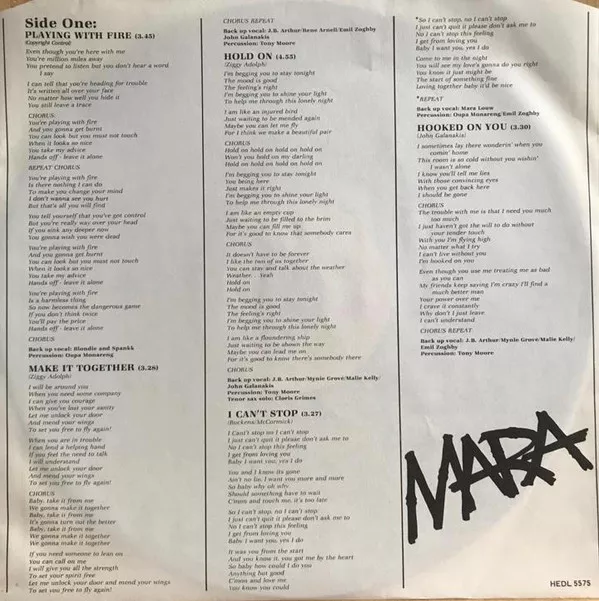 Side One:
PLAYING WITH FIRE (3.45)
(Copyright Control)
Even though you're here with me
You're million miles away
You pretend to listen but you don't hear a word
I say
I can tell that you're heading for trouble
It's written all over your face
No matter how well you hide it
You still leave a trace
CHORUS:
You're playing with fire
And you gonna get burnt
You can look but you must not touch
When it looks so nice
You take my advice
Hands off - leave it alone
REPEAT CHORUS
You're playing with fire
Is there nothing I can do
To make you change your mind
I don't wanna see you hurt
But that's all you will find
You tell yourself that you've got control
But you're really way over your head
If you sink any deeper now
You gonna wish you were dead
You're playing with fire
And you gonna get burnt
You can look but you must not touch
When it looks so nice
You take my advice
Hands off - leave it alone
You're playing with fire
Is a harmless thing
So now becomes the dangerous game
If you don't think twice
You'll pay the price
Hands off - leave it alone
CHORUS
Back up vocal: Blondie and Spankk
Percussion: Oopa Monareng
MAKE IT TOGETHER (3.28)
(Ziggy Adolph)
I will be around you
When you need some company
I can give you courage
When you've lost your sanity
Let me unlock your door
And mend your wings
To set you free to fly again!
When you are in trouble
I can lend a helping hand
If you feel the need to talk
I will understand
Let me unlock your door
And mend your wings
To set you free to fly again!
CHORUS
Baby, take it from me
We gonna make it together
Baby, take it from me
It's gonna turn out the better
Baby, take it from me
We gonna make it together
We gonna make it together
If you need someone to lean on
You can call on me
I will give you all the strength
To set your spirit free
Let me unlock your door and mend your wings
To set you free to fly again!
CHORUS REPEAT
Back up vocals: J.B. Arthur/Rene Arnell/Emil Zoghby
John Galanakis
Percussion: Tony Moore
HOLD ON (4.55)
(Ziggy Adolph)
I'm begging you to stay tonight
The mood is good
The feeling's right
I'm begging you to shine your light
To help me through this lonely night
I am like an injured bird
Just waiting to be mended again
Maybe you can let me fly
For I think we make a beautiful pair
CHORUS
Hold on hold on hold on hold on
Won't you hold on my darling
Hold on hold on hold on hold on
I'm begging you to stay tonight
You being here
Just makes it right
I'm begging you to shine your light
To help me through this lonely night
I am like an empty cup
Just waiting to be filled to the brim
Maybe you can fill me up
For it's good to know that somebody cares
CHORUS
It doesn't have to be forever
I like the two of us together
You can stay and talk about the weather
Weather. . Yeah
Hold on
Hold on
I'm begging you to stay tonight
The mood is good
The feeling's right
I'm begging you to shine your light
To help me through this lonely night
I am like a floundering ship
Just waiting to be shown the way
Maybe you can lead me on
For it's good to know there's somebody there
CHORUS
Back up vocal: J.B. Arthur/Mynie Grove/Malie Kelly/
John Galanakis
Percussion: Tony Moore
Tenor sax solo: Cloris Grimes
I CAN'T STOP (3.27)
(Buckens/McCormick)
I Can't stop no I can't stop
I just can't quit it please don't ask me to
No I can't stop this feeling
I get from loving you
Baby I want you, yes I do
You and I know its gone
Ain't no lie. I want you more and more
So baby why oh why
Should something have to wait
C'mon and touch me, it's too late
So I can't stop, no I can't stop
I just can't quit it please don't ask me to
No I can't stop this feeling
I get from loving you
Baby I want you, yes I do
It was you from the start
And you know it, you got me by the heart
So baby how could I do you
Anything but good
C'mon and love me
You know you could
*So I can't stop, no I can't stop
I just can't quit it please don't ask me to
No I can't stop this feeling
I get from loving you
Baby I want you, yes I do
Come to me in the night
You will see my love's gonna do you right
You know it just might be
The start of something fine
Loving together baby it'd be nice
*REPEAT
Back up vocal: Mara Louw
Percussion: Oopa Monareng/Emil Zoghby
HOOKED ON YOU (3.30)
(John Galanakis)
I sometimes lay there wonderin' when you
comin' home
This room is so cold without you wishin'
I wasn't alone
I know you'll tell me lies
With those convincing eyes
When you get back here
I should be gone
CHORUS
The trouble with me is that I need you much
too much
I just haven't got the will to do without
your tender touch
With you I'm flying high
No matter what I try
I can't live without you
I'm hooked on you
Even though you use me treating me as bad
as you can
My friends keep saying I'm crazy I'll find a
much better man
Your power over me
I crave it constantly
Why don't I just leave
I can't understand
CHORUS REPEAT
Back up vocals: J.B. Arthur/Mynie Grove/Malie Kelly/
Emil Zoghby
Percussion: Tony Moore
MARA
HEDL 5575